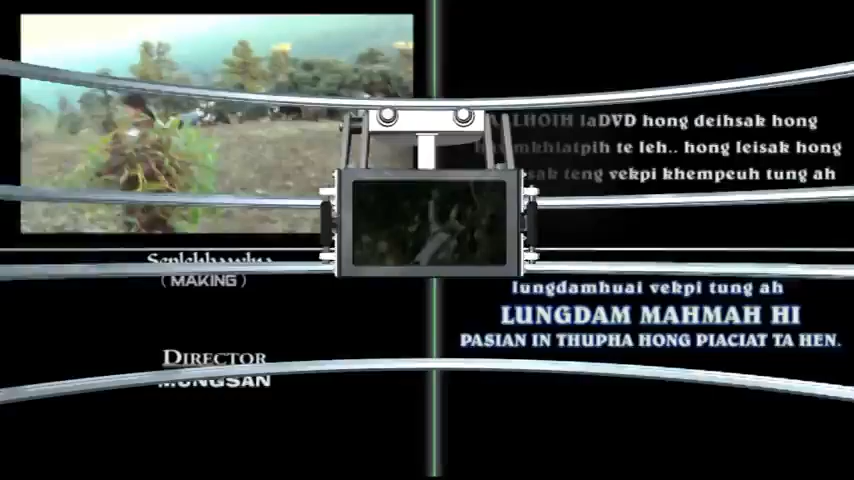 laDVD hong deihsak hong
te leh.. hong leisak hong
teng vekpi khempeuh tung ah
( MAKING )
lungdamhuai vekpi tung ah
LUNGDAM MAHMAH HI
PASIAN IN THUPHA HONG PIACIAT TA HEN.
DIRECTOR
MUNGSAN